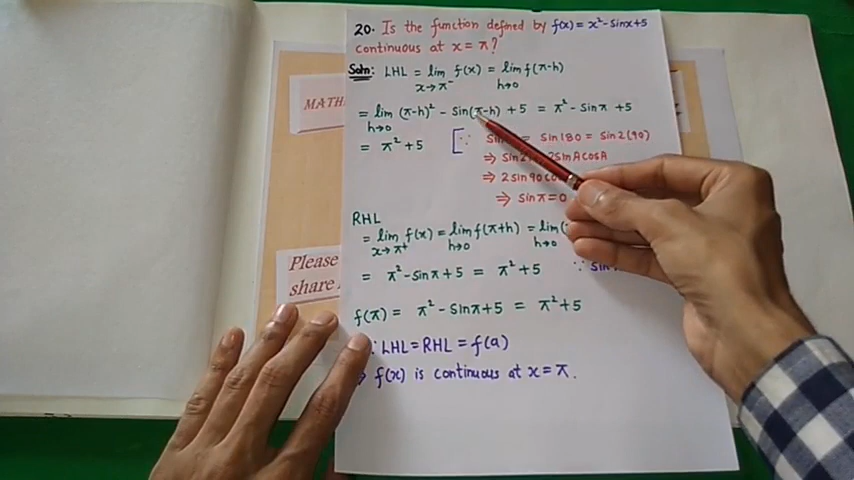 20. Is the function defined by f(x) = x² - sinx + 5
continuous at x = π?
Soln: LHL = lim f(x) = lim f(π-h)
x→π⁻ h→0
= lim (π-h)² - sin(π-h) + 5 = π² - sinπ + 5
h→0
= π² + 5 [∵ = sin180 = sin2(90)
⇒ 2sinAcosA
⇒ 2sin90
⇒ sinπ = 0
RHL
= lim f(x) = lim f(π+h) = lim
x→π⁺ h→0 h→0
= π² - sinπ + 5 = π² + 5 ∵
f(π) = π² - sinπ + 5 = π² + 5
∵ LHL = RHL = f(a)
f(x) is continuous at x = π.
MATH
Please
share